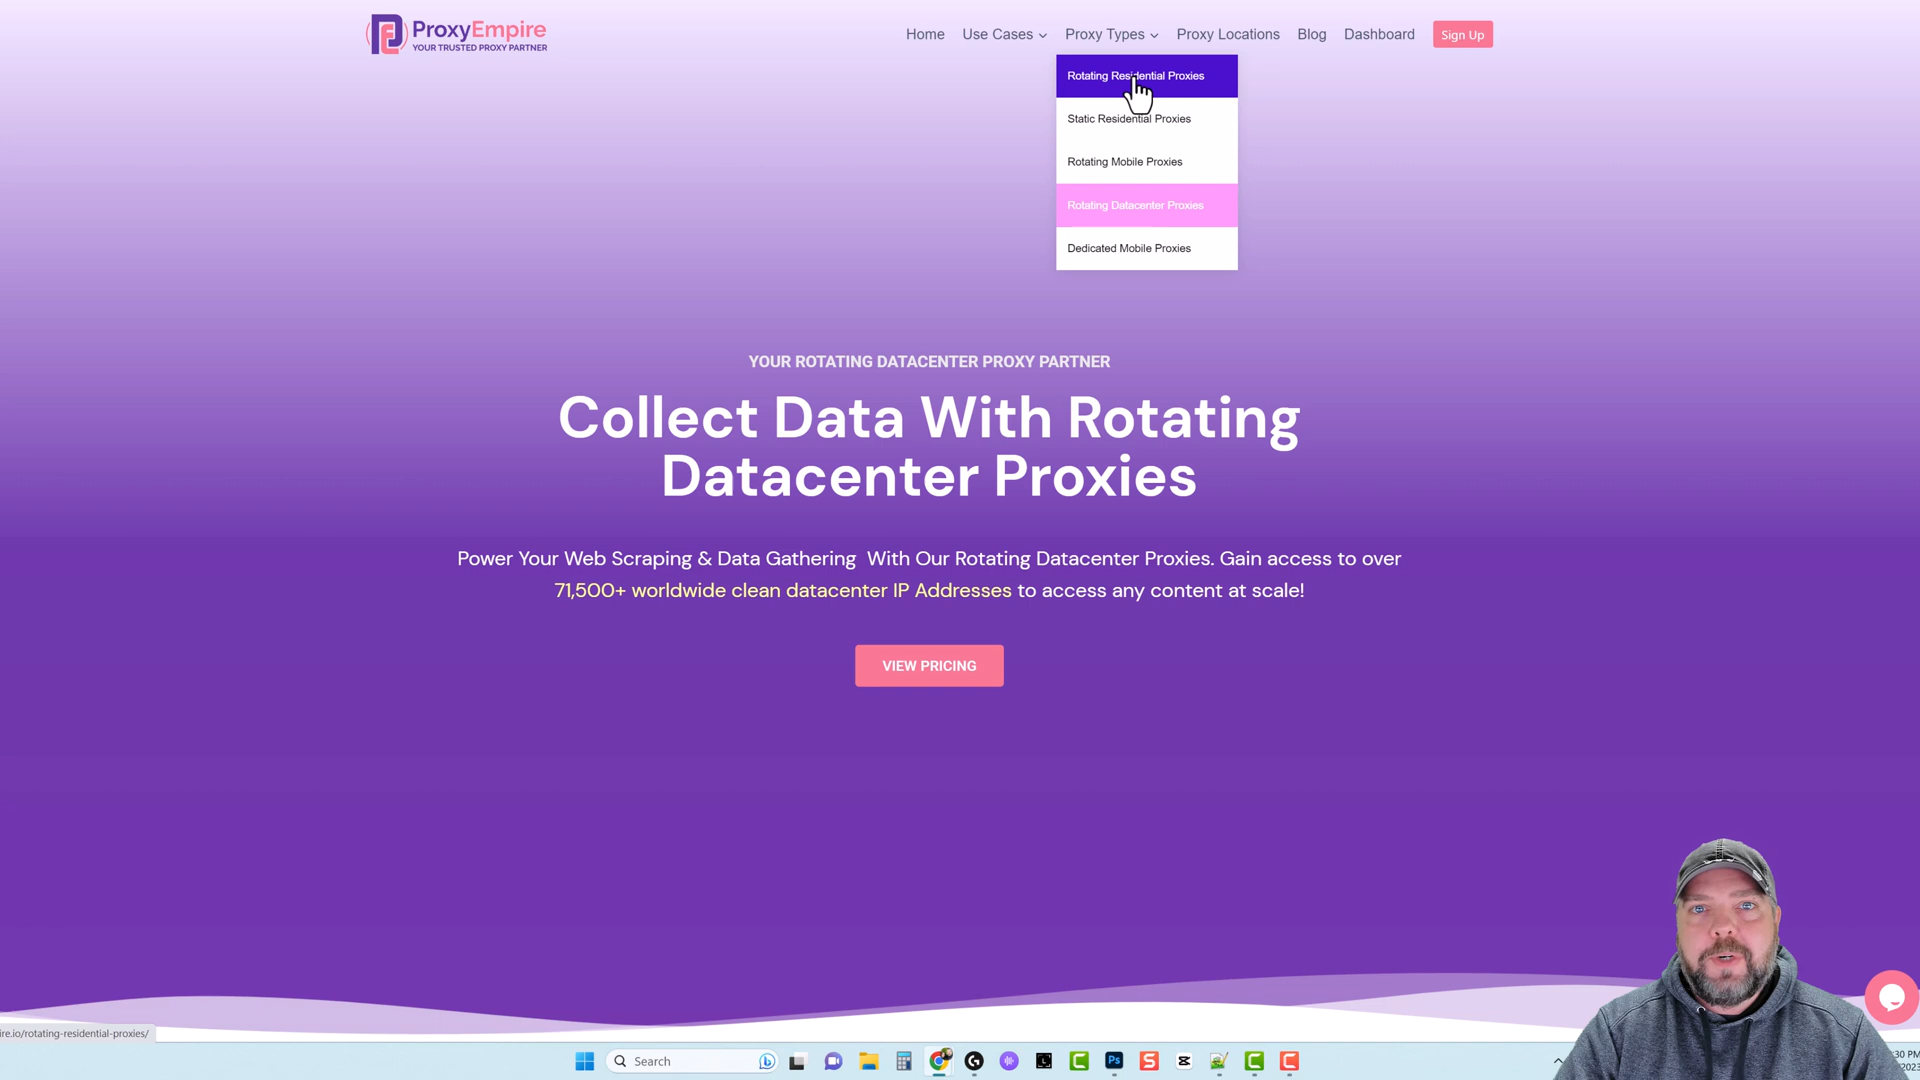 ProxyEmpire
YOUR TRUSTED PROXY PARTNER
Home
Use Cases
Proxy Types
Proxy Locations
Blog
Dashboard
Sign Up
Rotating Residential Proxies
Static Residential Proxies
Rotating Mobile Proxies
Rotating Datacenter Proxies
Dedicated Mobile Proxies
YOUR ROTATING DATACENTER PROXY PARTNER
Collect Data With Rotating
Datacenter Proxies
Power Your Web Scraping & Data Gathering With Our Rotating Datacenter Proxies. Gain access to over
71,500+ worldwide clean datacenter IP Addresses to access any content at scale!
VIEW PRICING
ire.io/rotating-residential-proxies/
Search
Ps
:30 PM
/2023